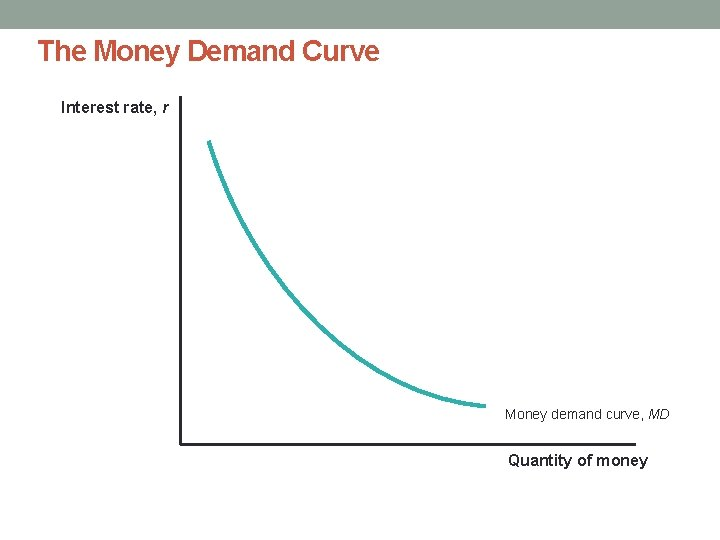 The Money Demand Curve
Interest rate, r
Money demand curve, MD
Quantity of money